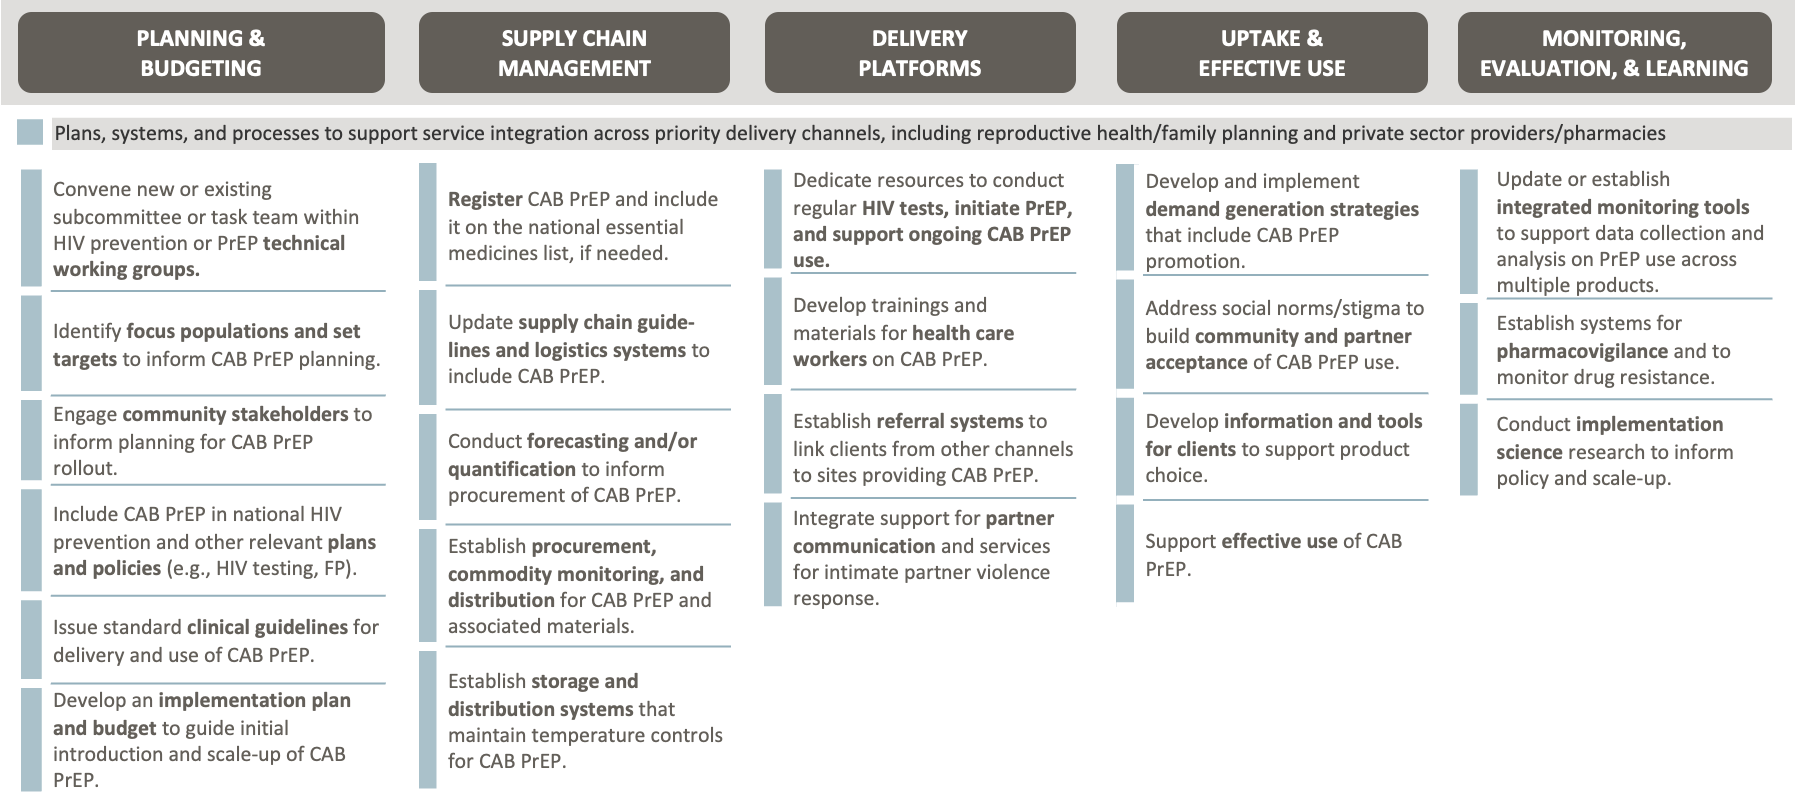 PLANNING &
BUDGETING
SUPPLY CHAIN
MANAGEMENT
DELIVERY
PLATFORMS
UPTAKE &
EFFECTIVE USE
MONITORING,
EVALUATION, & LEARNING
Plans, systems, and processes to support service integration across priority delivery channels, including reproductive health/family planning and private sector providers/pharmacies
Convene new or existing
subcommittee or task team within
HIV prevention or PrEP technical
working groups.
Identify focus populations and set
targets to inform CAB PrEP planning.
Engage community stakeholders to
inform planning for CAB PrEP
rollout.
Include CAB PrEP in national HIV
prevention and other relevant plans
and policies (e.g., HIV testing, FP).
Issue standard clinical guidelines for
delivery and use of CAB PrEP.
Develop an implementation plan
and budget to guide initial
introduction and scale-up of CAB
PrEP.
Register CAB PrEP and include
it on the national essential
medicines list, if needed.
Update supply chain guide-
lines and logistics systems to
include CAB PrEP.
Conduct forecasting and/or
quantification to inform
procurement of CAB PrEP.
Establish procurement,
commodity monitoring, and
distribution for CAB PrEP and
associated materials.
Establish storage and
distribution systems that
maintain temperature controls
for CAB PrEP.
Dedicate resources to conduct
regular HIV tests, initiate PrEP,
and support ongoing CAB PrEP
use.
Develop trainings and
materials for health care
workers on CAB PrEP.
Establish referral systems to
link clients from other channels
to sites providing CAB PrEP.
Integrate support for partner
communication and services
for intimate partner violence
response.
Develop and implement
demand generation strategies
that include CAB PrEP
promotion.
Address social norms/stigma to
build community and partner
acceptance of CAB PrEP use.
Develop information and tools
for clients to support product
choice.
Support effective use of CAB
PrEP.
Update or establish
integrated monitoring tools
to support data collection and
analysis on PrEP use across
multiple products.
Establish systems for
pharmacovigilance and to
monitor drug resistance.
Conduct implementation
science research to inform
policy and scale-up.